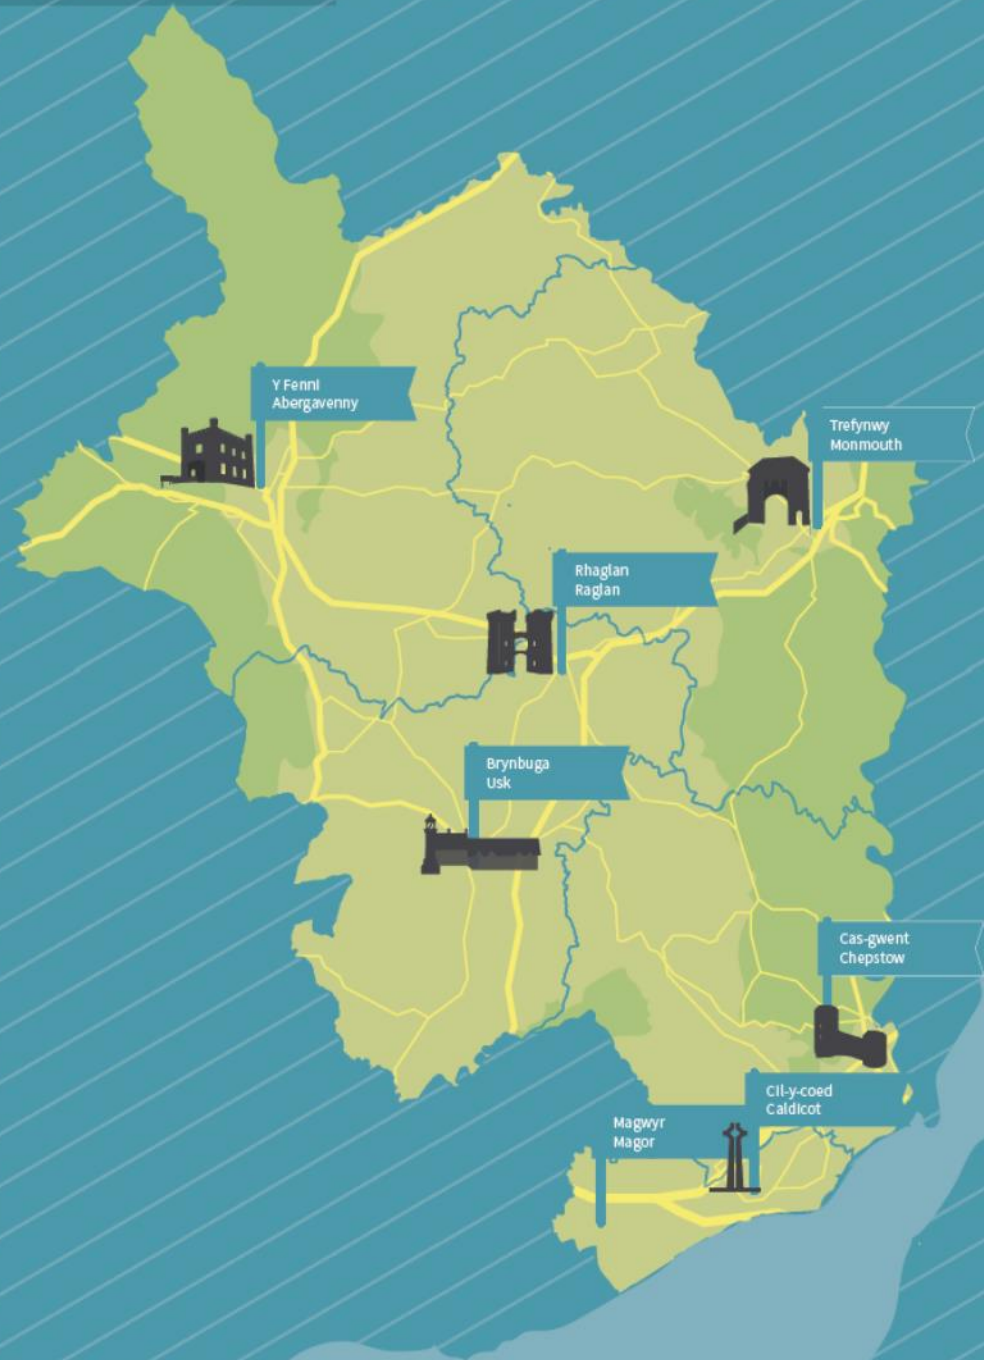 Y Fenni
Abergavenny
Trefynwy
Monmouth
Rhaglan
Raglan
Brynbuga
Usk
Cas-gwent
Chepstow
Cil-y-coed
Caldicot
Magwyr
Magor